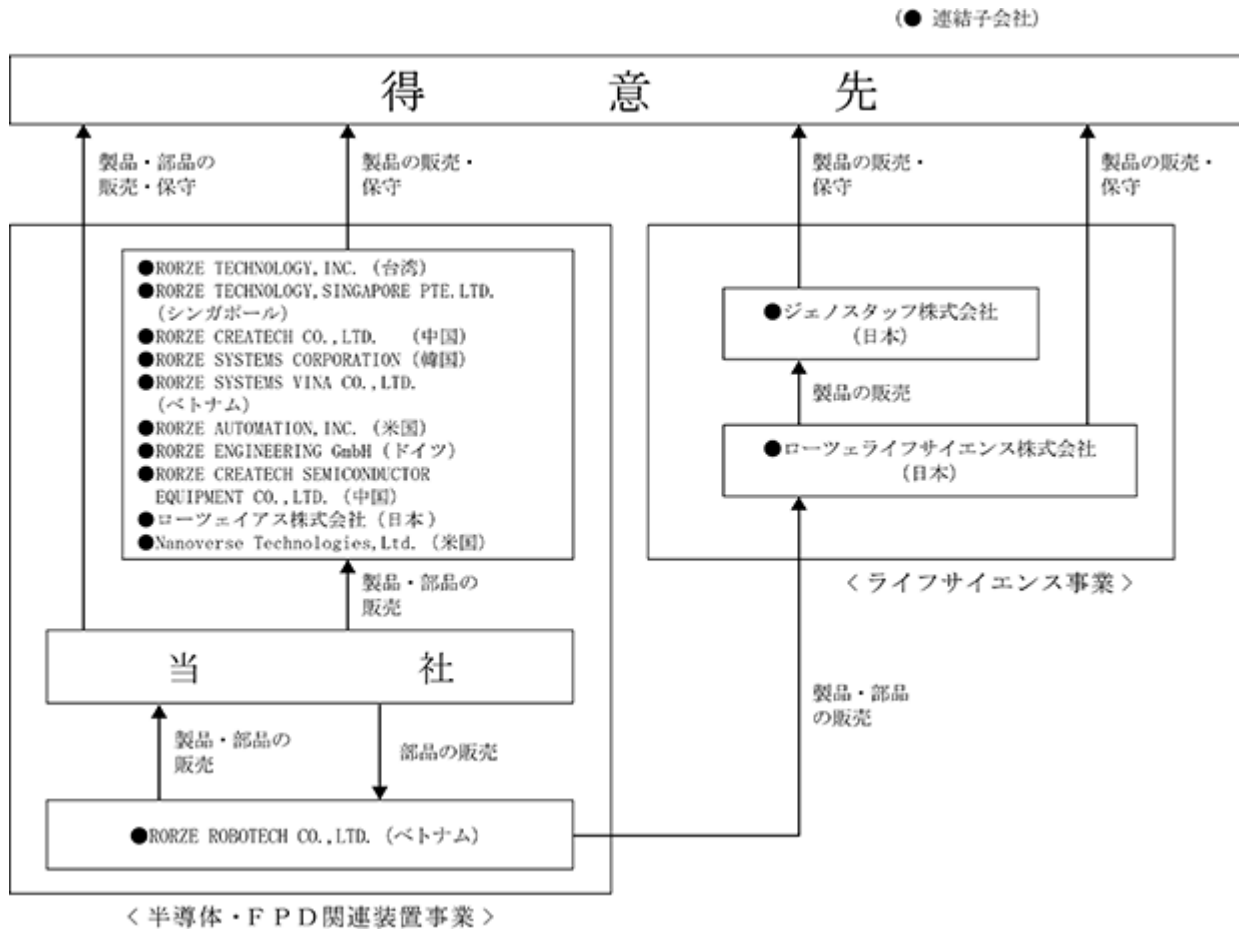 (● 連結子会社)
得意先
製品・部品の
販売・保守
製品の販売・
保守
製品の販売・
保守
製品の販売・
保守
●RORZE TECHNOLOGY,INC. (台湾)
●RORZE TECHNOLOGY,SINGAPORE PTE.LTD.
(シンガポール)
●RORZE CREATECH CO.,LTD. (中国)
●RORZE SYSTEMS CORPORATION (韓国)
●RORZE SYSTEMS VINA CO.,LTD.
(ベトナム)
●RORZE AUTOMATION,INC. (米国)
●RORZE ENGINEERING GmbH (ドイツ)
●RORZE CREATECH SEMICONDUCTOR
EQUIPMENT CO.,LTD. (中国)
●ローツェイアス株式会社 (日本)
●Nanoverse Technologies,Ltd. (米国)
製品・部品の
販売
当社
製品・部品の
販売
部品の販売
●RORZE ROBOTECH CO.,LTD. (ベトナム)
<半導体・FPD関連装置事業>
●ジェノスタッフ株式会社
(日本)
製品の販売
●ローツェライフサイエンス株式会社
(日本)
<ライフサイエンス事業>
製品・部品
の販売